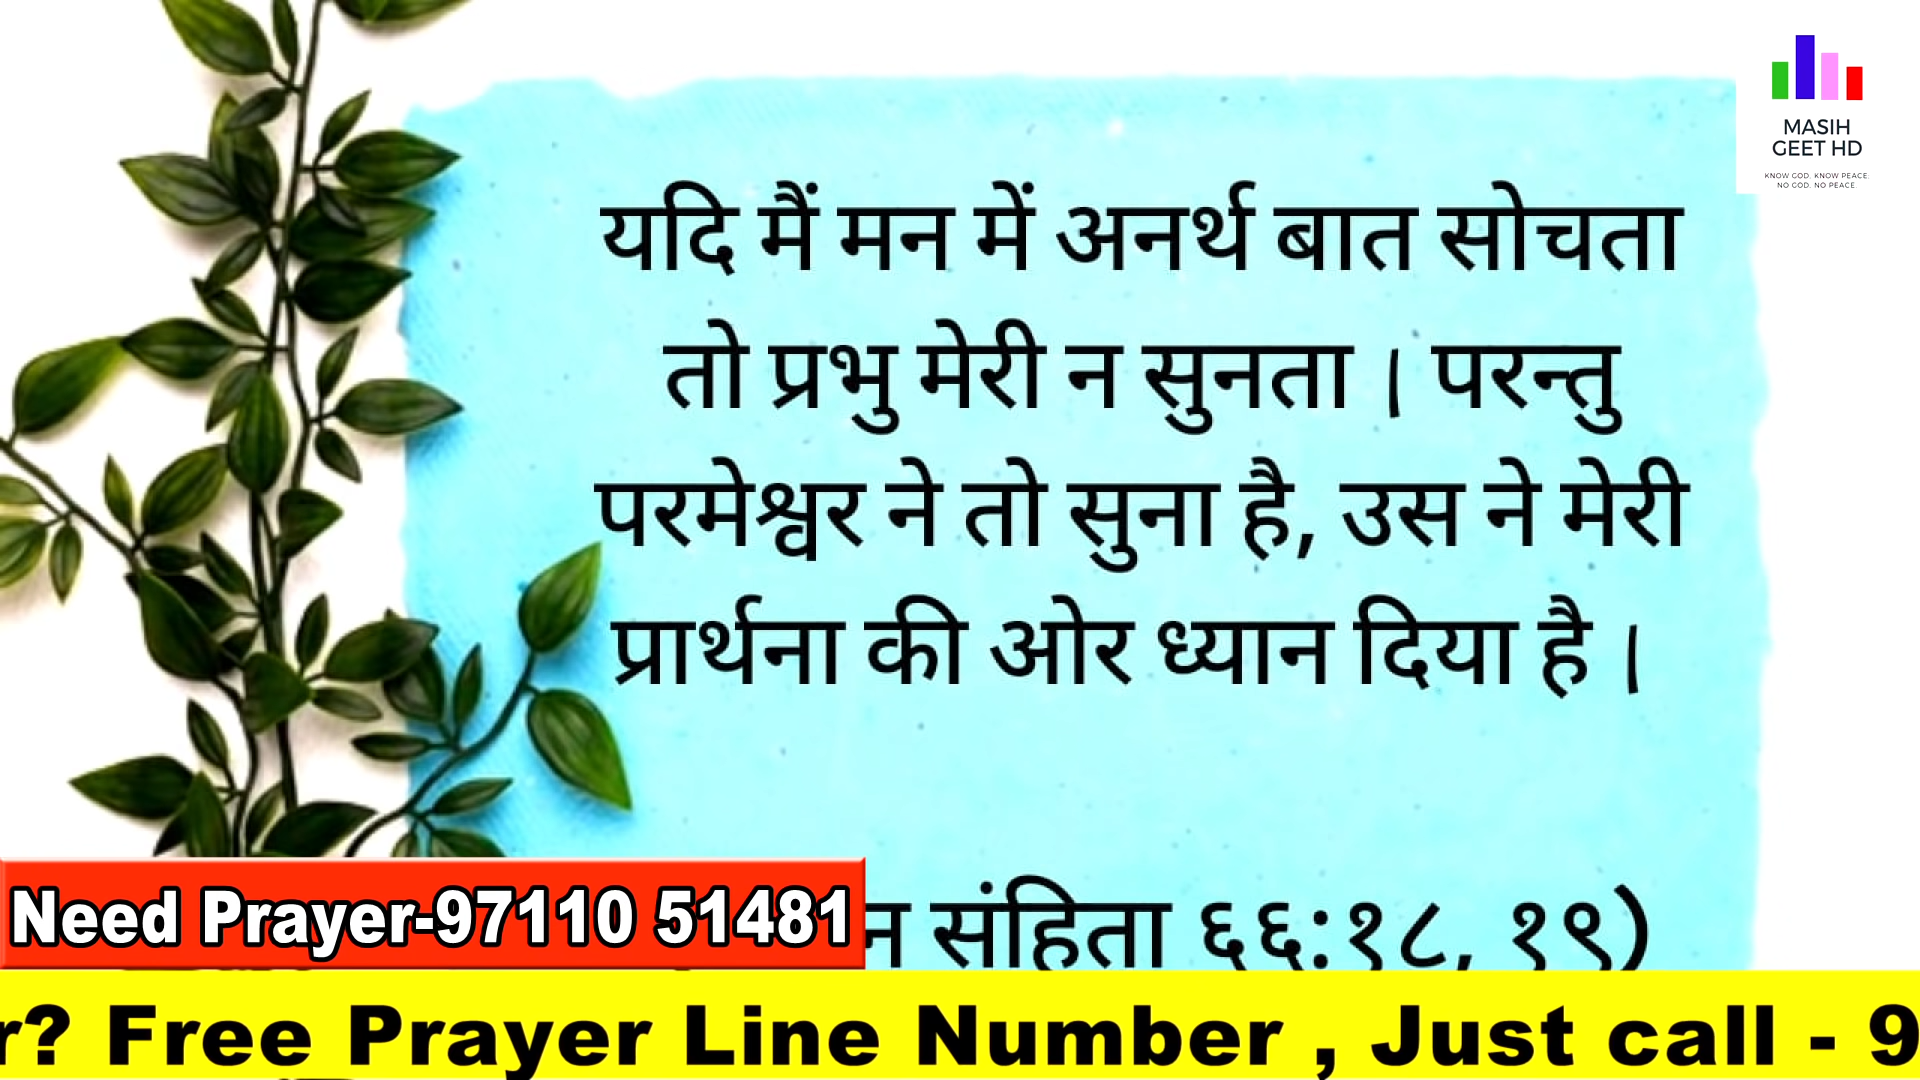 MASIH
GEET HD
KNOW GOD. KNOW PEACE.
NO GOD. NO PEACE.
यदि मैं मन में अनर्थ बात सोचता
तो प्रभु मेरी न सुनता। परन्तु
परमेश्वर ने तो सुना है, उस ने मेरी
प्रार्थना की ओर ध्यान दिया है।
संहिता ६६:१८, १९)
Need Prayer-97110 51481
? Free Prayer Line Number , Just call - 9